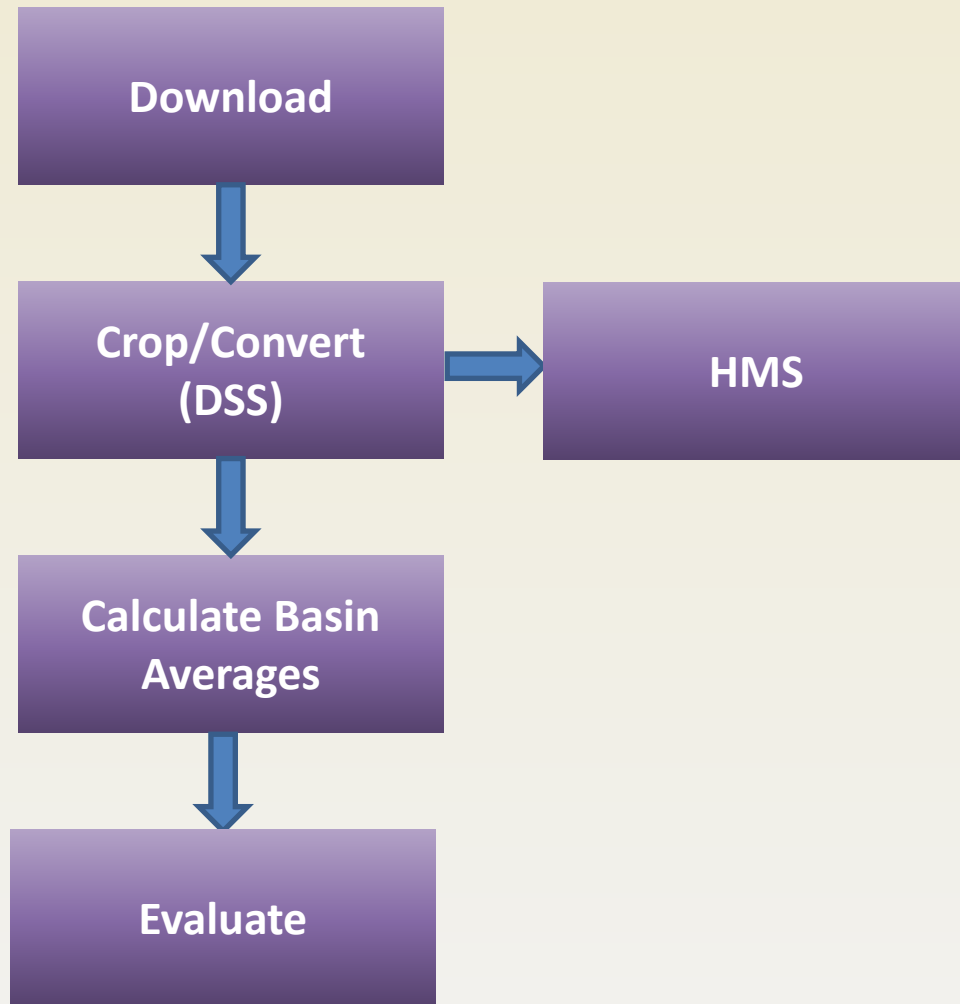 Download
Crop/Convert
(DSS)
HMS
Calculate Basin
Averages
Evaluate